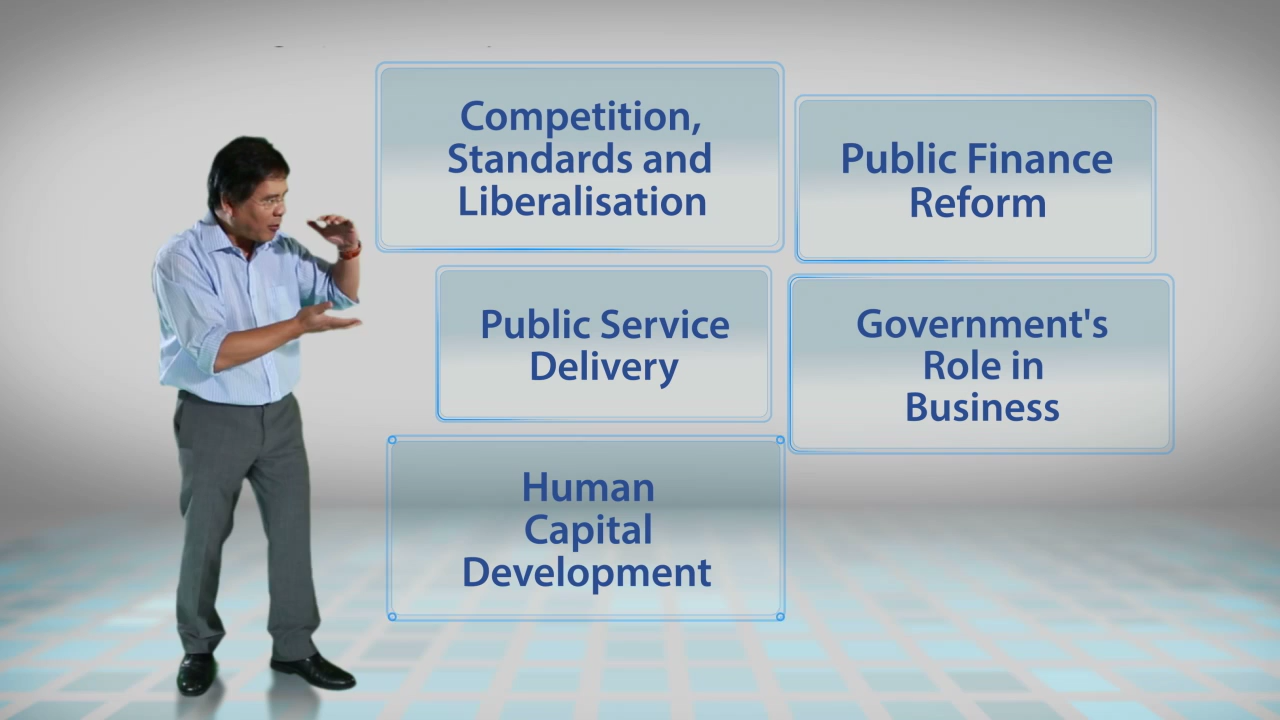 Competition,
Standards and
Liberalisation
Public Finance
Reform
Public Service
Delivery
Government's
Role in
Business
Human
Capital
Development